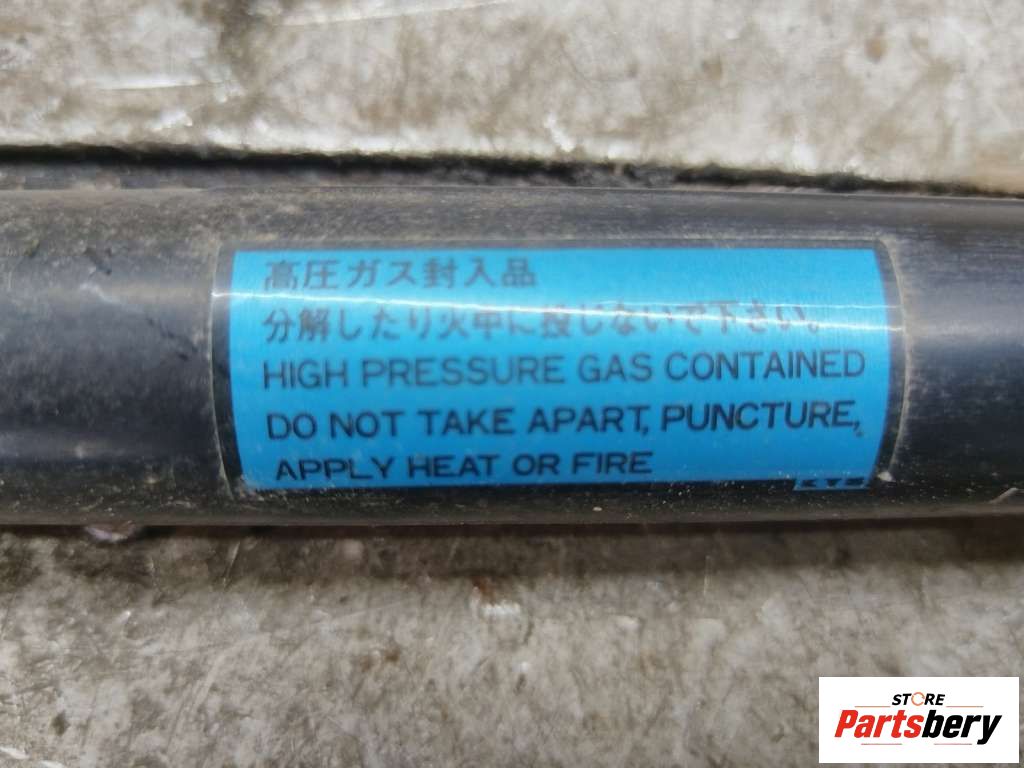 高圧ガス封入品
分解したり火中に投じないで下さい。
HIGH PRESSURE GAS CONTAINED
DO NOT TAKE APART, PUNCTURE,
APPLY HEAT OR FIRE
STORE
Partsbery